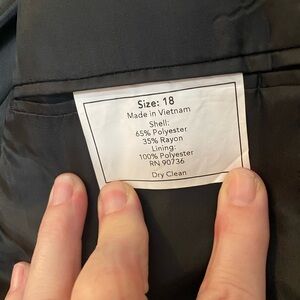 Size: 18
Made in Vietnam
Shell:
65% Polyester
35% Rayon
Lining:
100% Polyester
RN 90736
Dry Clean